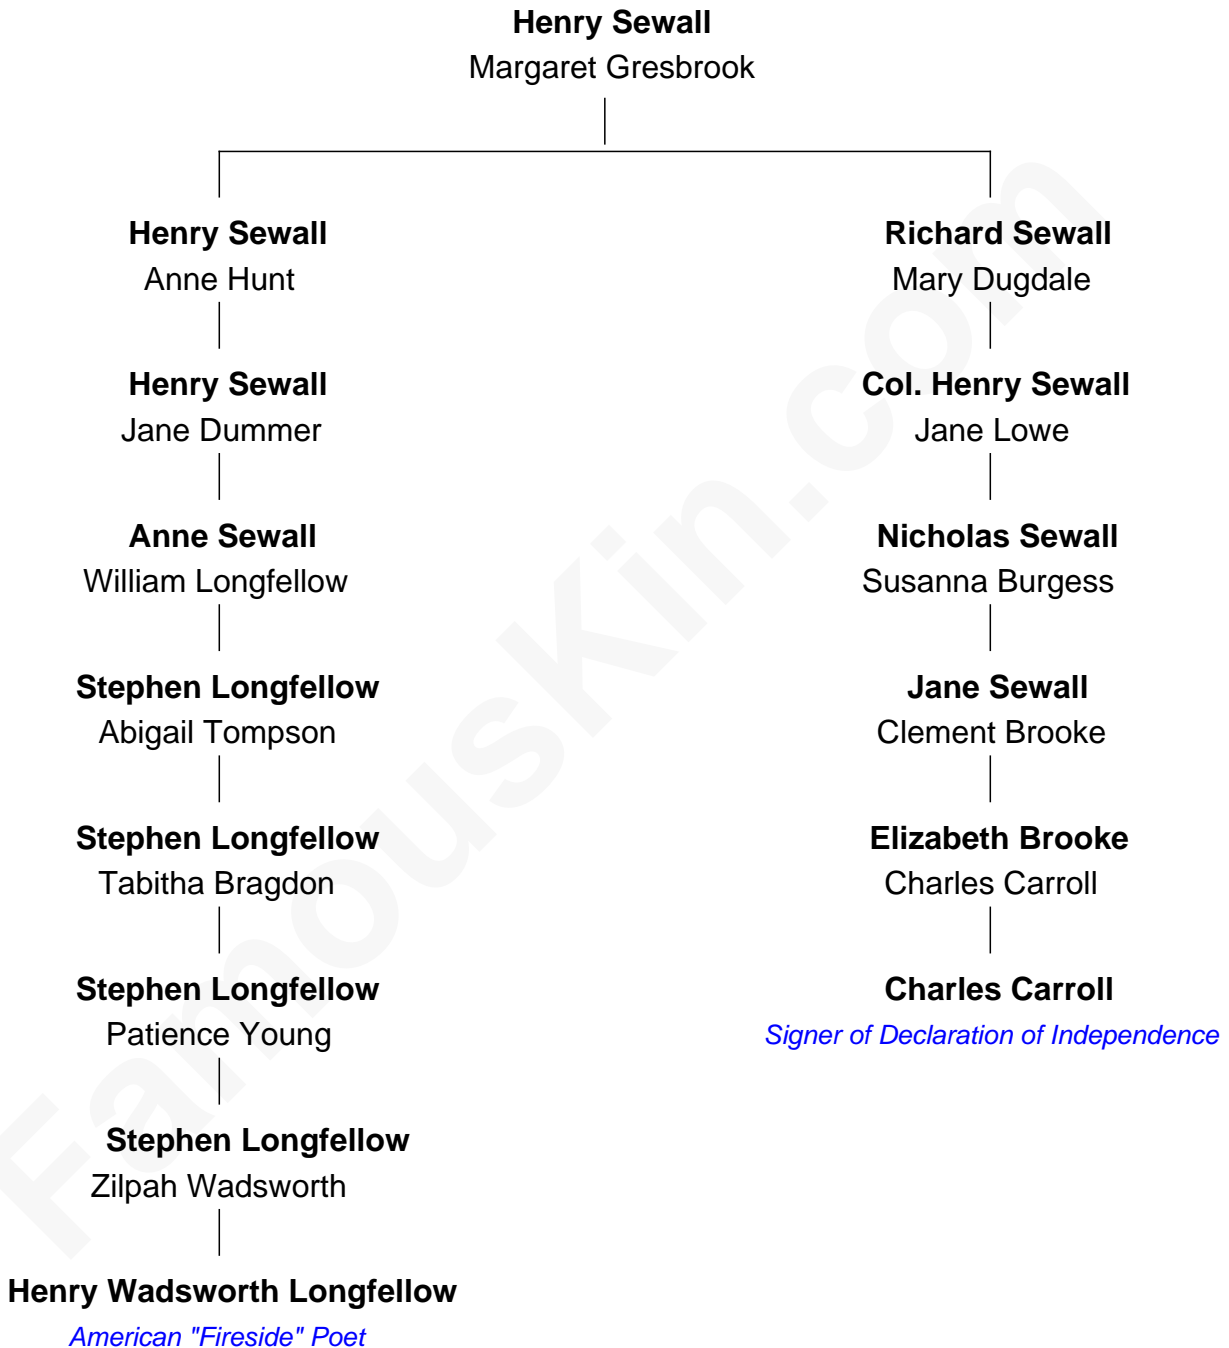 Henry Sewall
Margaret Gresbrook
Henry Sewall
Anne Hunt
Richard Sewall
Mary Dugdale
Henry Sewall
Jane Dummer
Col. Henry Sewall
Jane Lowe
Anne Sewall
William Longfellow
Nicholas Sewall
Susanna Burgess
Stephen Longfellow
Abigail Tompson
Jane Sewall
Clement Brooke
Stephen Longfellow
Tabitha Bragdon
Elizabeth Brooke
Charles Carroll
Stephen Longfellow
Patience Young
Charles Carroll
Signer of Declaration of Independence
Stephen Longfellow
Zilpah Wadsworth
Henry Wadsworth Longfellow
American "Fireside" Poet
FamousKin.com